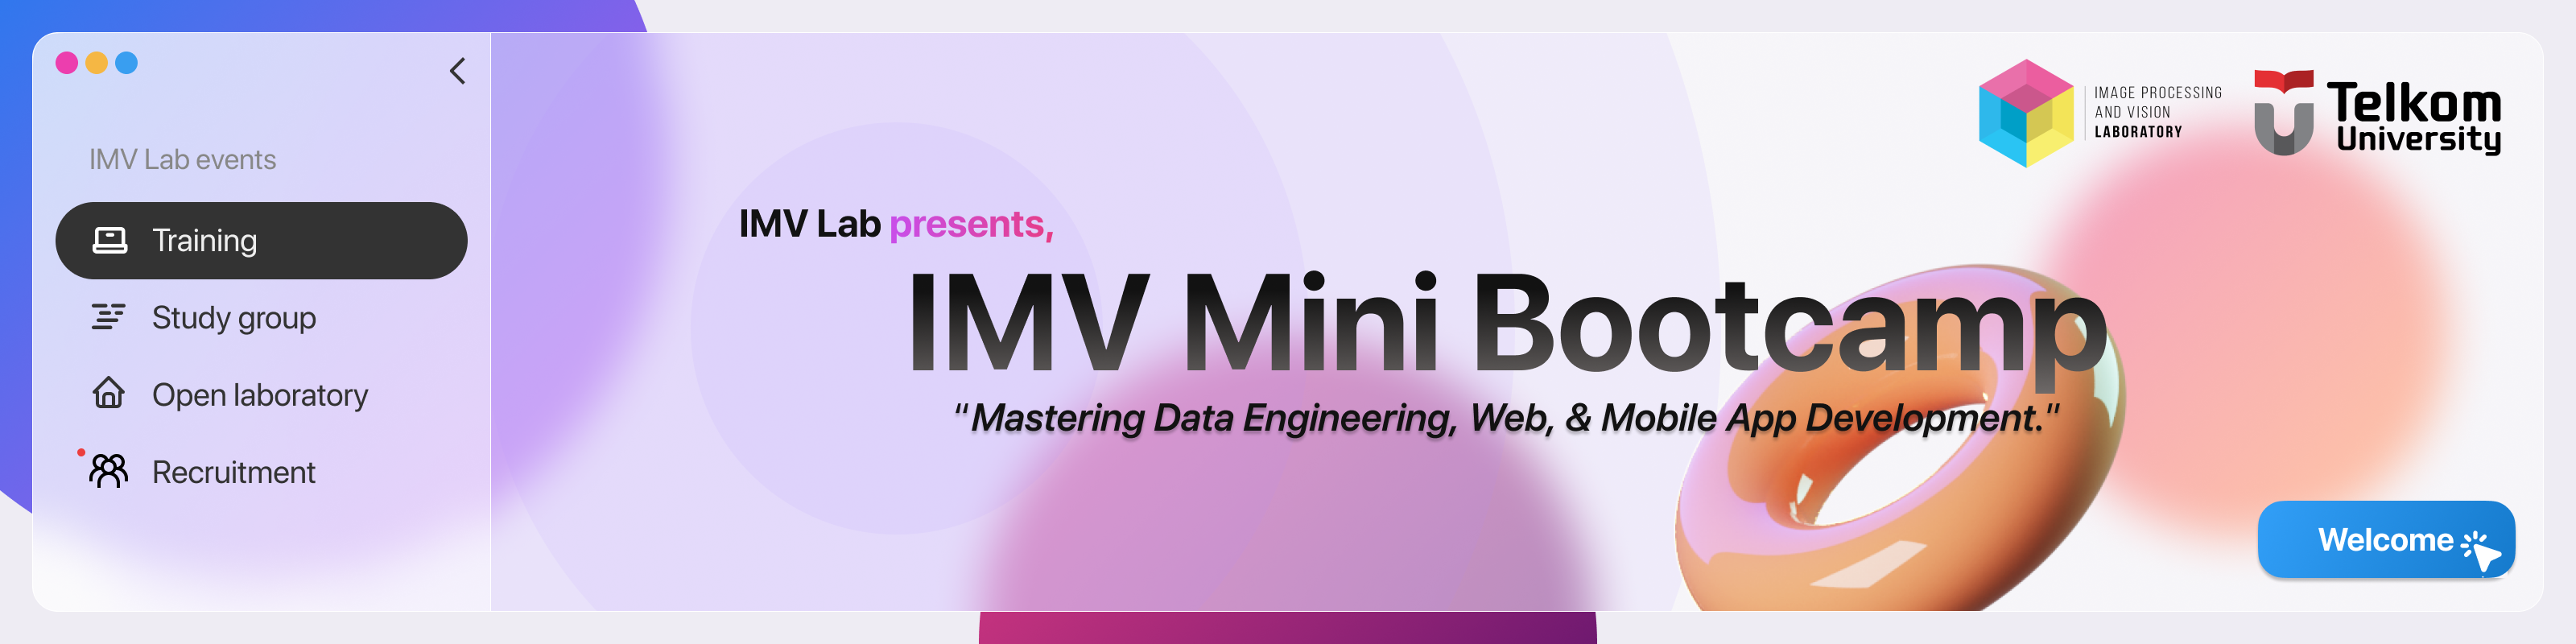 IMV Lab events
Training
Study group
Open laboratory
Recruitment
IMAGE PROCESSING
AND VISION
LABORATORY
Telkom
University
IMV Lab presents,
IMV Mini Bootcamp
"Mastering Data Engineering, Web, & Mobile App Development."
Welcome